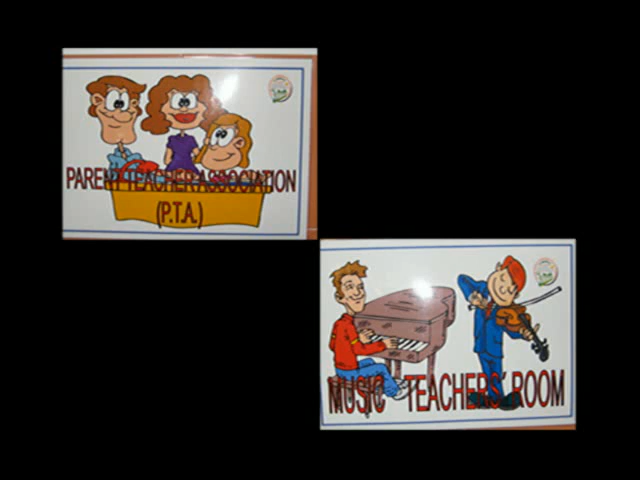 PARENT TEACHER ASSOCIATION
(P.T.A.)
MUSIC TEACHERS' ROOM